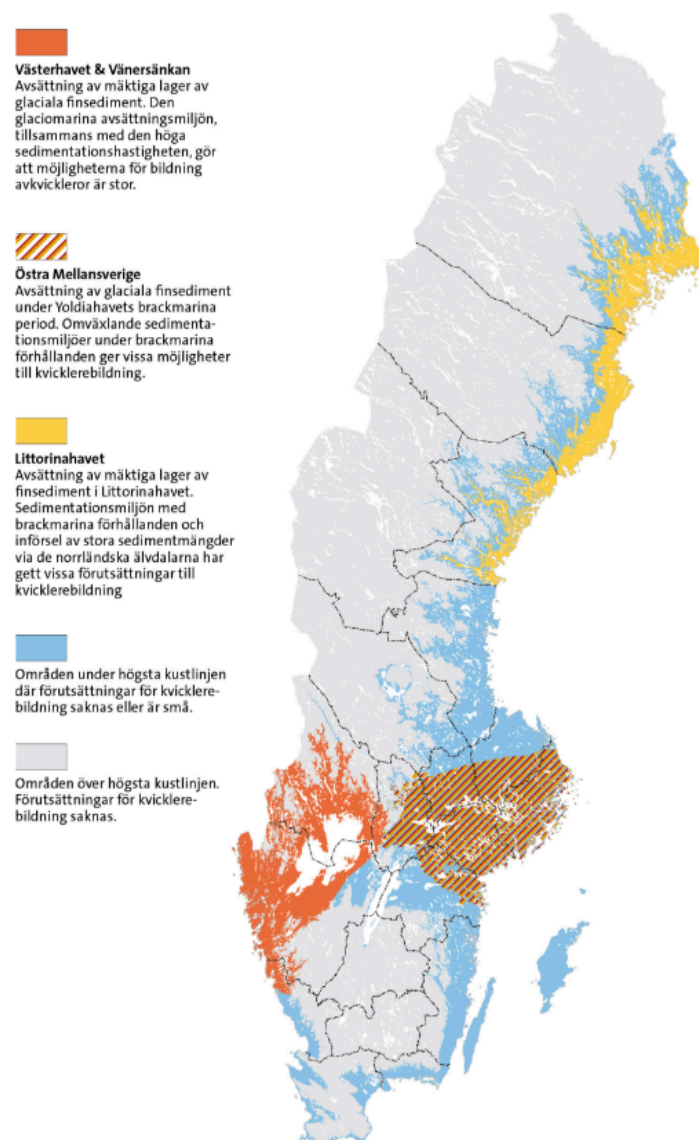 Västerhavet & Vänersänkan
Avsättning av mäktiga lager av
glaciala finsediment. Den
glaciomarina avsättningsmiljön,
tillsammans med den höga
sedimentationshastigheten, gör
att möjligheterna för bildning
avkvickleror är stor.
Östra Mellansverige
Avsättning av glaciala finsediment
under Yoldiahavets brackmarina
period. Omväxlande sedimenta-
tionsmiljöer under brackmarina
förhållanden ger vissa möjligheter
till kvicklerebildning.
Littorinahavet
Avsättning av mäktiga lager av
finsediment i Littorinahavet.
Sedimentationsmiljön med
brackmarina förhållanden och
införsel av stora sedimentmängder
via de norrländska älvdalarna har
gett vissa förutsättningar till
kvicklerebildning
Områden under högsta kustlinjen
där förutsättningar för kvicklere-
bildning saknas eller är små.
Områden över högsta kustlinjen.
Förutsättningar för kvicklere-
bildning saknas.